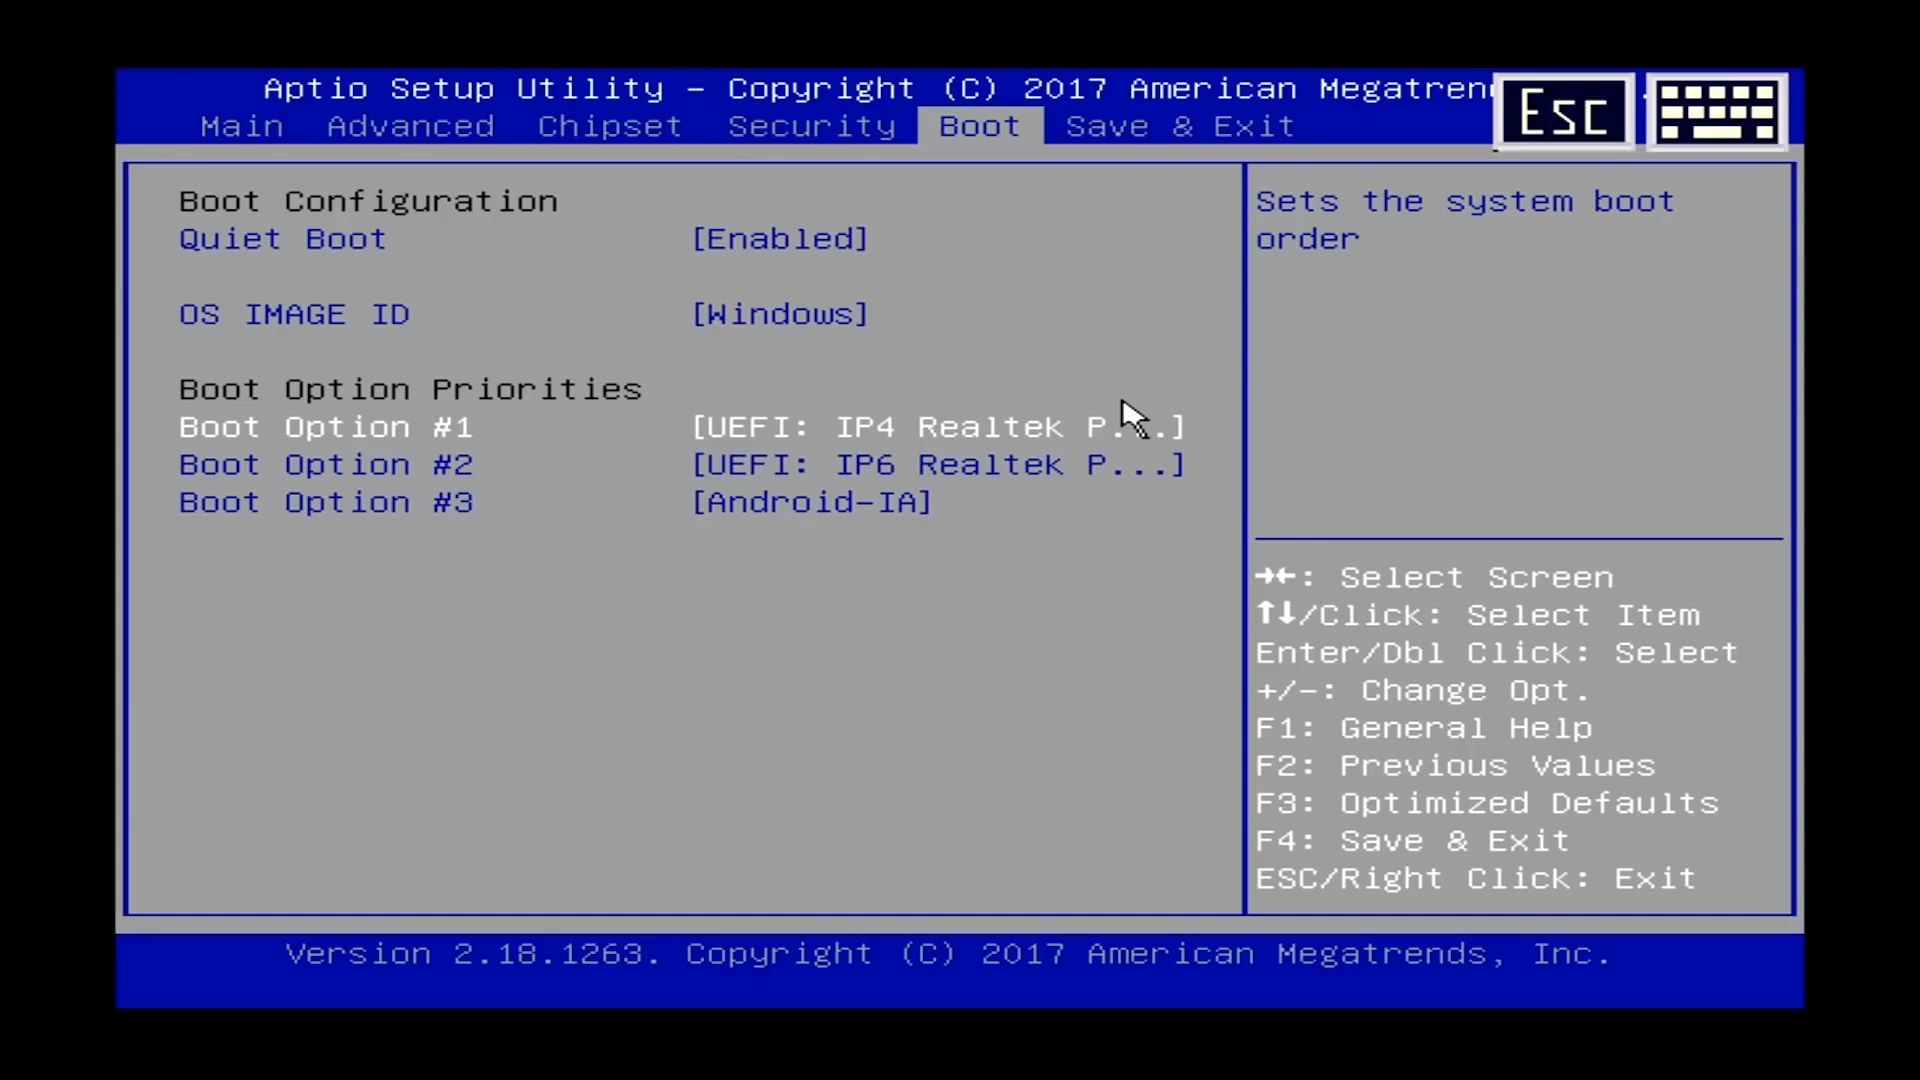 Aptio Setup Utility - Copyright (C) 2017 American Megatren
Esc
Main Advanced Chipset Security Boot Save & Exit
Boot Configuration
Quiet Boot [Enabled]
OS IMAGE ID [Windows]
Boot Option Priorities
Boot Option #1 [UEFI: IP4 Realtek P...]
Boot Option #2 [UEFI: IP6 Realtek P...]
Boot Option #3 [Android-IA]
Sets the system boot
order
→←: Select Screen
↑↓/Click: Select Item
Enter/Dbl Click: Select
+/-: Change Opt.
F1: General Help
F2: Previous Values
F3: Optimized Defaults
F4: Save & Exit
ESC/Right Click: Exit
Version 2.18.1263. Copyright (C) 2017 American Megatrends, Inc.